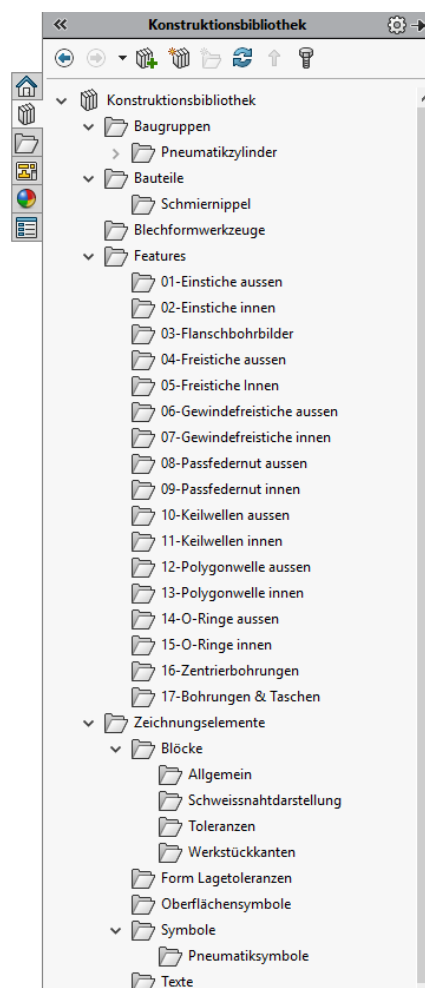 Konstruktionsbibliothek
Konstruktionsbibliothek
Baugruppen
Pneumatikzylinder
Bauteile
Schmiernippel
Blechformwerkzeuge
Features
01-Einstiche aussen
02-Einstiche innen
03-Flanschbohrbilder
04-Freistiche aussen
05-Freistiche Innen
06-Gewindefreistiche aussen
07-Gewindefreistiche innen
08-Passfedernut aussen
09-Passfedernut innen
10-Keilwellen aussen
11-Keilwellen innen
12-Polygonwelle aussen
13-Polygonwelle innen
14-O-Ringe aussen
15-O-Ringe innen
16-Zentrierbohrungen
17-Bohrungen & Taschen
Zeichnungselemente
Blöcke
Allgemein
Schweissnahtdarstellung
Toleranzen
Werkstückkanten
Form Lagetoleranzen
Oberflächensymbole
Symbole
Pneumatiksymbole
Texte